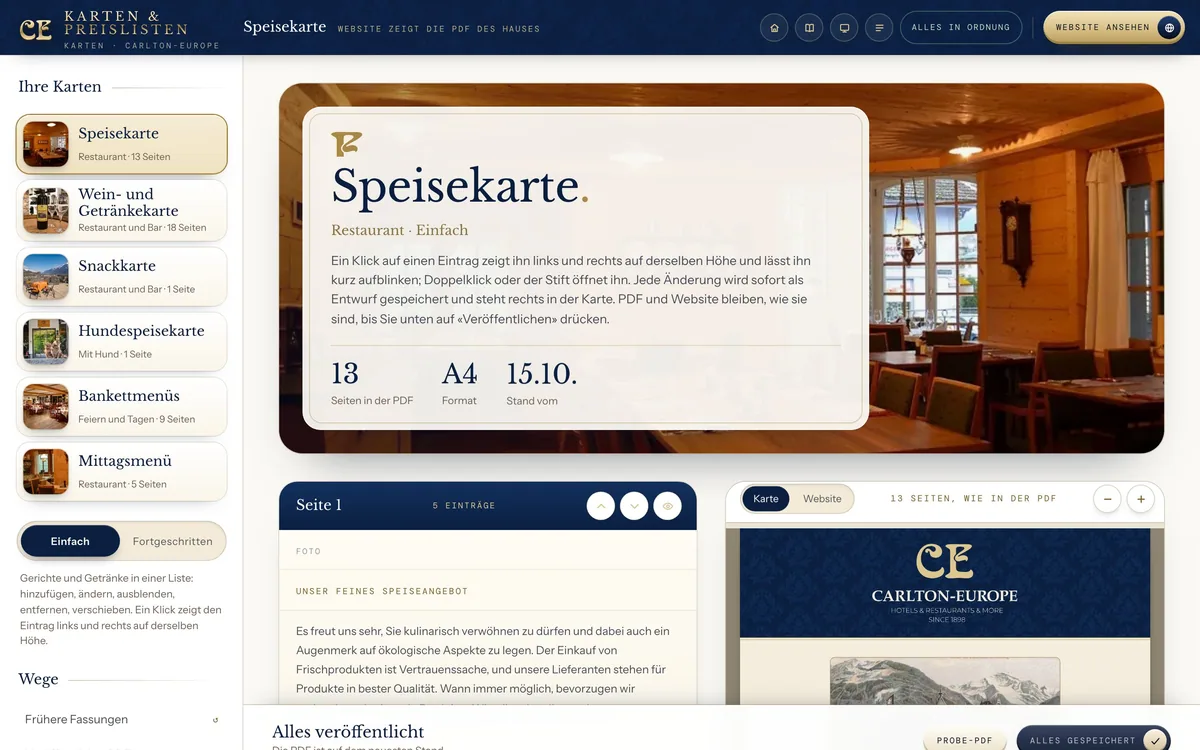 CE
KARTEN &
PREISLISTEN
KARTEN · CARLTON-EUROPE
Speisekarte
WEBSITE ZEIGT DIE PDF DES HAUSES
ALLES IN ORDNUNG
WEBSITE ANSEHEN
Ihre Karten
Speisekarte
Restaurant · 13 Seiten
Wein- und
Getränkekarte
Restaurant und Bar · 18 Seiten
Snackkarte
Restaurant und Bar · 1 Seite
Hundespeisekarte
Mit Hund · 1 Seite
Bankettmenüs
Feiern und Tagen · 9 Seiten
Mittagsmenü
Restaurant · 5 Seiten
Einfach
Fortgeschritten
Gerichte und Getränke in einer Liste:
hinzufügen, ändern, ausblenden,
entfernen, verschieben. Ein Klick zeigt den
Eintrag links und rechts auf derselben
Höhe.
Wege
Frühere Fassungen
Speisekarte.
Restaurant · Einfach
Ein Klick auf einen Eintrag zeigt ihn links und rechts auf derselben Höhe und lässt ihn
kurz aufblinken; Doppelklick oder der Stift öffnet ihn. Jede Änderung wird sofort als
Entwurf gespeichert und steht rechts in der Karte. PDF und Website bleiben, wie sie
sind, bis Sie unten auf «Veröffentlichen» drücken.
13
Seiten in der PDF
A4
Format
15.10.
Stand vom
Seite 1
5 EINTRÄGE
FOTO
UNSER FEINES SPEISEANGEBOT
Es freut uns sehr, Sie kulinarisch verwöhnen zu dürfen und dabei auch ein
Augenmerk auf ökologische Aspekte zu legen. Der Einkauf von
Frischprodukten ist Vertrauenssache, und unsere Lieferanten stehen für
Produkte in bester Qualität. Wann immer möglich, bevorzugen wir
Karte
Website
13 SEITEN, WIE IN DER PDF
CE
CARLTON-EUROPE
HOTELS & RESTAURANTS & MORE
SINCE 1898
Alles veröffentlicht
Die PDF ist auf dem neuesten Stand.
PROBE-PDF
ALLES GESPEICHERT